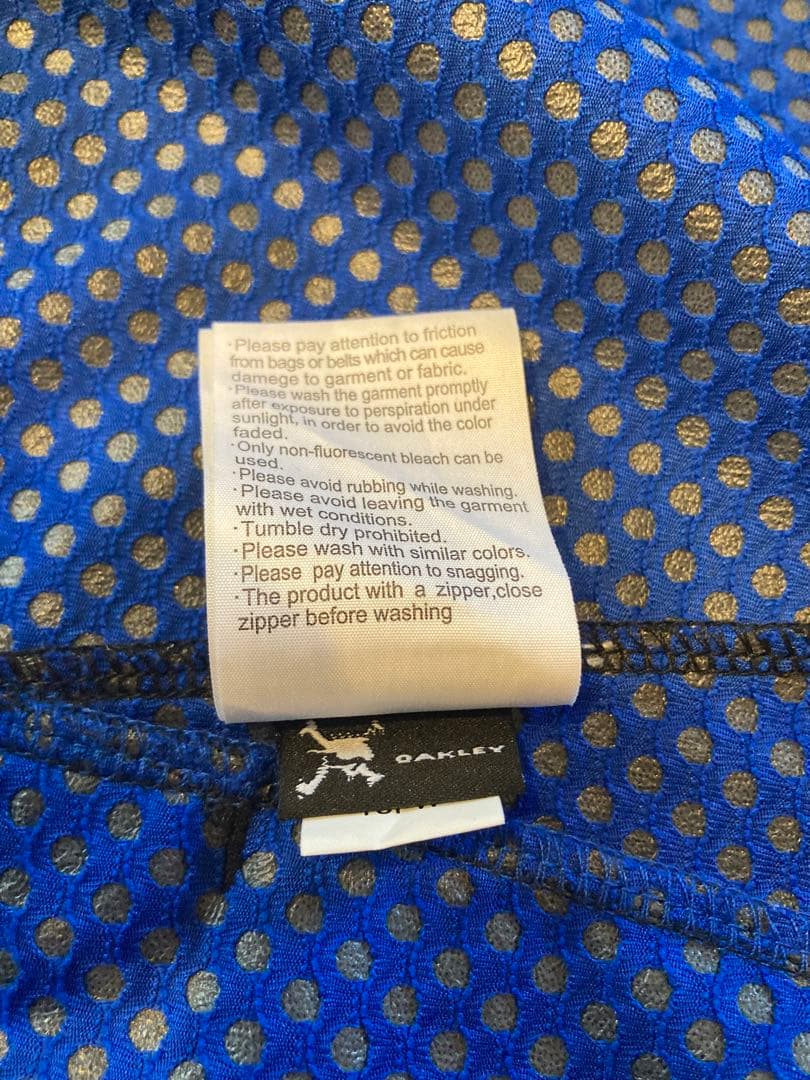 ·Please pay attention to friction
from bags or belts which can cause
damege to garment or fabric.
·Please wash the garment promptly
after exposure to perspiration under
sunlight, in order to avoid the color
faded.
·Only non-fluorescent bleach can be
used.
·Please avoid rubbing while washing.
·Please avoid leaving the garment
with wet conditions.
·Tumble dry prohibited.
·Please wash with similar colors.
·Please pay attention to snagging.
·The product with a zipper,close
zipper before washing
OAKLEY